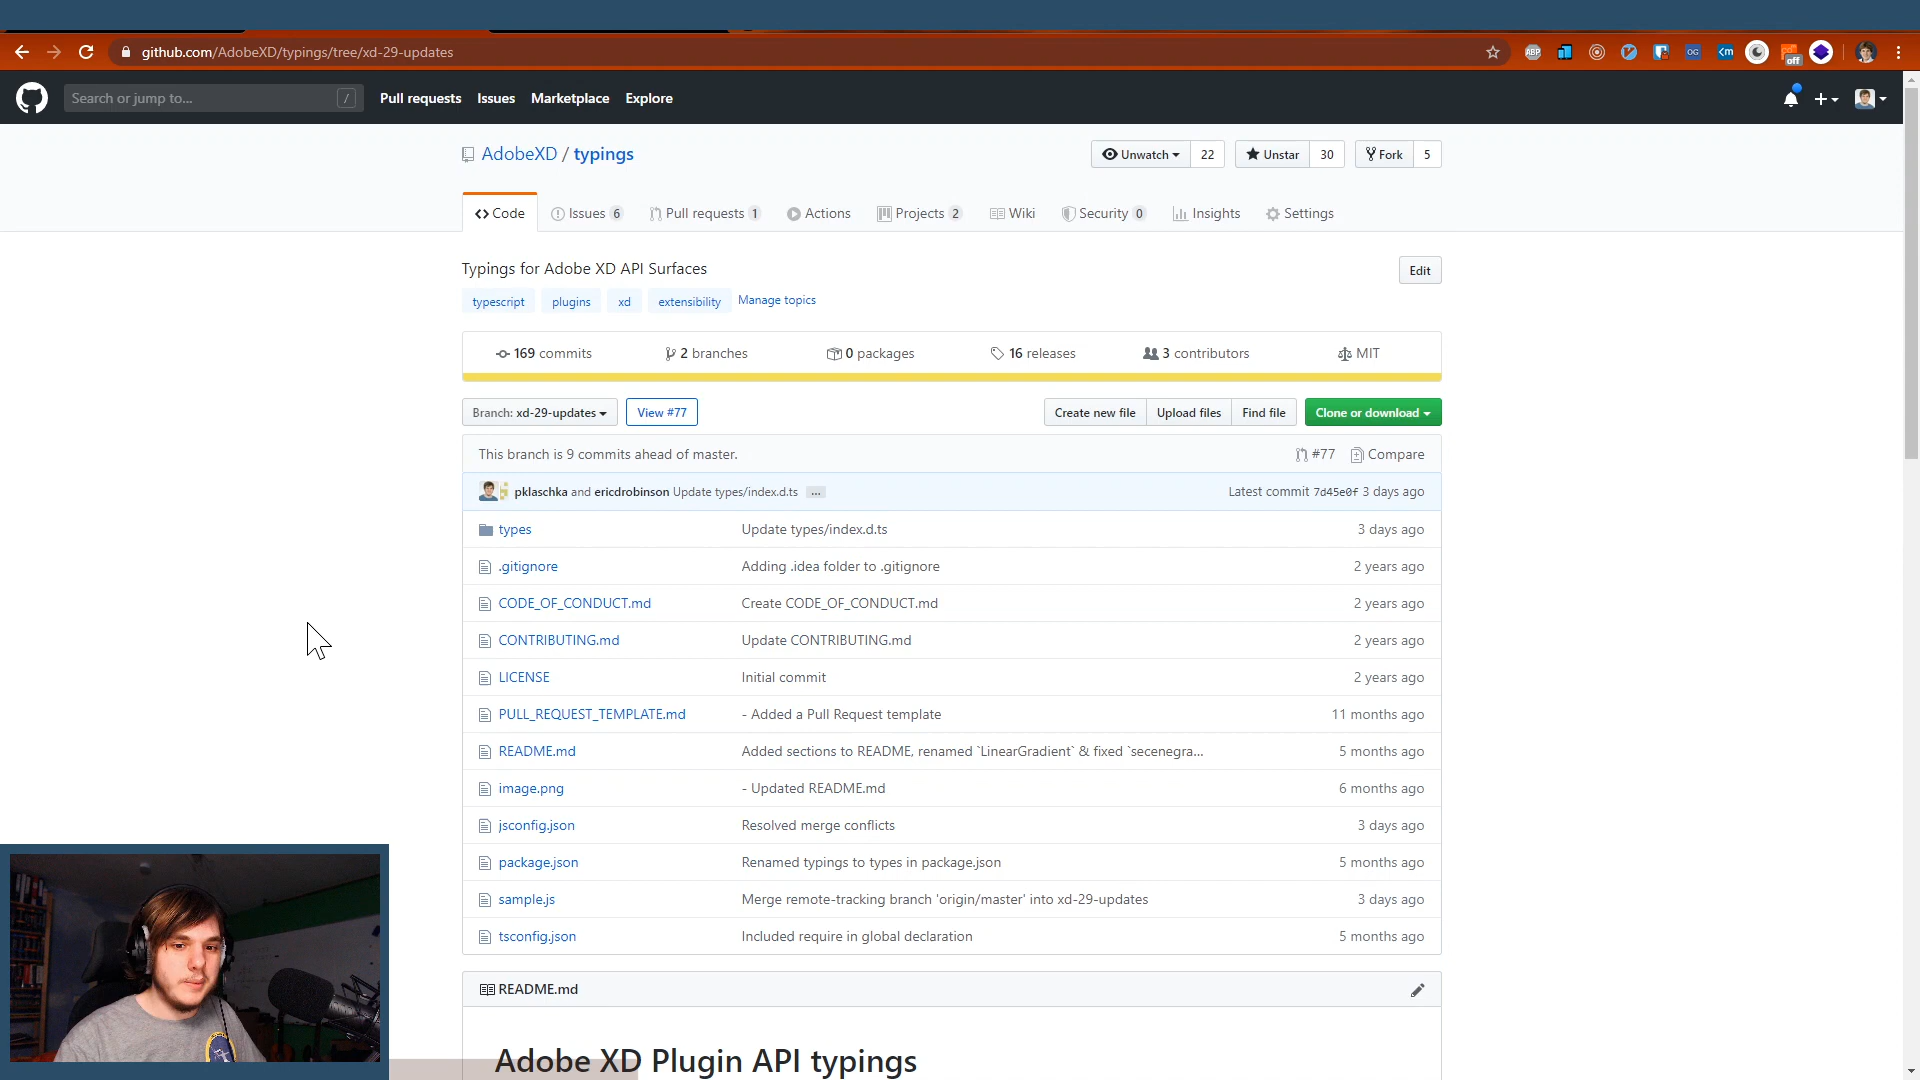 github.com/AdobeXD/typings/tree/xd-29-updates
ABP
OG
<m
off
Search or jump to...
/
Pull requests
Issues
Marketplace
Explore
AdobeXD / typings
Unwatch
22
Unstar
30
Fork
5
Code
Issues 6
Pull requests 1
Actions
Projects 2
Wiki
Security 0
Insights
Settings
Typings for Adobe XD API Surfaces
Edit
typescript
plugins
xd
extensibility
Manage topics
169 commits
2 branches
0 packages
16 releases
3 contributors
MIT
Branch: xd-29-updates
View #77
Create new file
Upload files
Find file
Clone or download
This branch is 9 commits ahead of master.
#77
Compare
pklaschka and ericdrobinson Update types/index.d.ts ...
Latest commit 7d45e0f 3 days ago
types
Update types/index.d.ts
3 days ago
.gitignore
Adding .idea folder to .gitignore
2 years ago
CODE_OF_CONDUCT.md
Create CODE_OF_CONDUCT.md
2 years ago
CONTRIBUTING.md
Update CONTRIBUTING.md
2 years ago
LICENSE
Initial commit
2 years ago
PULL_REQUEST_TEMPLATE.md
- Added a Pull Request template
11 months ago
README.md
Added sections to README, renamed `LinearGradient` & fixed `secenegra...
5 months ago
image.png
- Updated README.md
6 months ago
jsconfig.json
Resolved merge conflicts
3 days ago
package.json
Renamed typings to types in package.json
5 months ago
sample.js
Merge remote-tracking branch 'origin/master' into xd-29-updates
3 days ago
tsconfig.json
Included require in global declaration
5 months ago
README.md
Adobe XD Plugin API typings